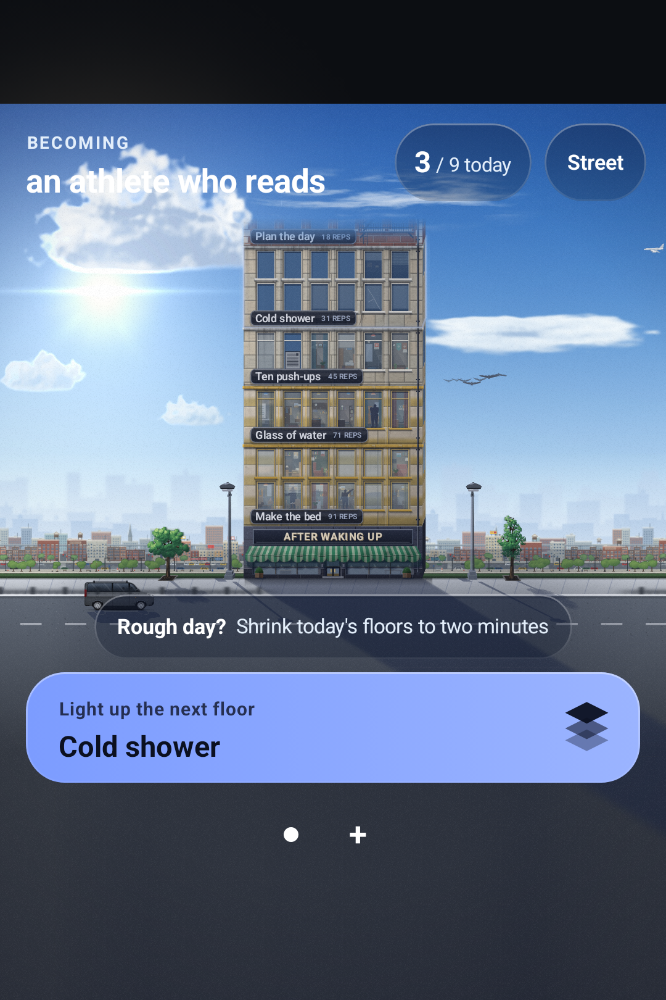 BECOMING
an athlete who reads
3 / 9 today
Street
Plan the day 18 REPS
Cold shower 31 REPS
Ten push-ups 45 REPS
Glass of water 71 REPS
Make the bed 91 REPS
AFTER WAKING UP
Rough day? Shrink today's floors to two minutes
Light up the next floor
Cold shower